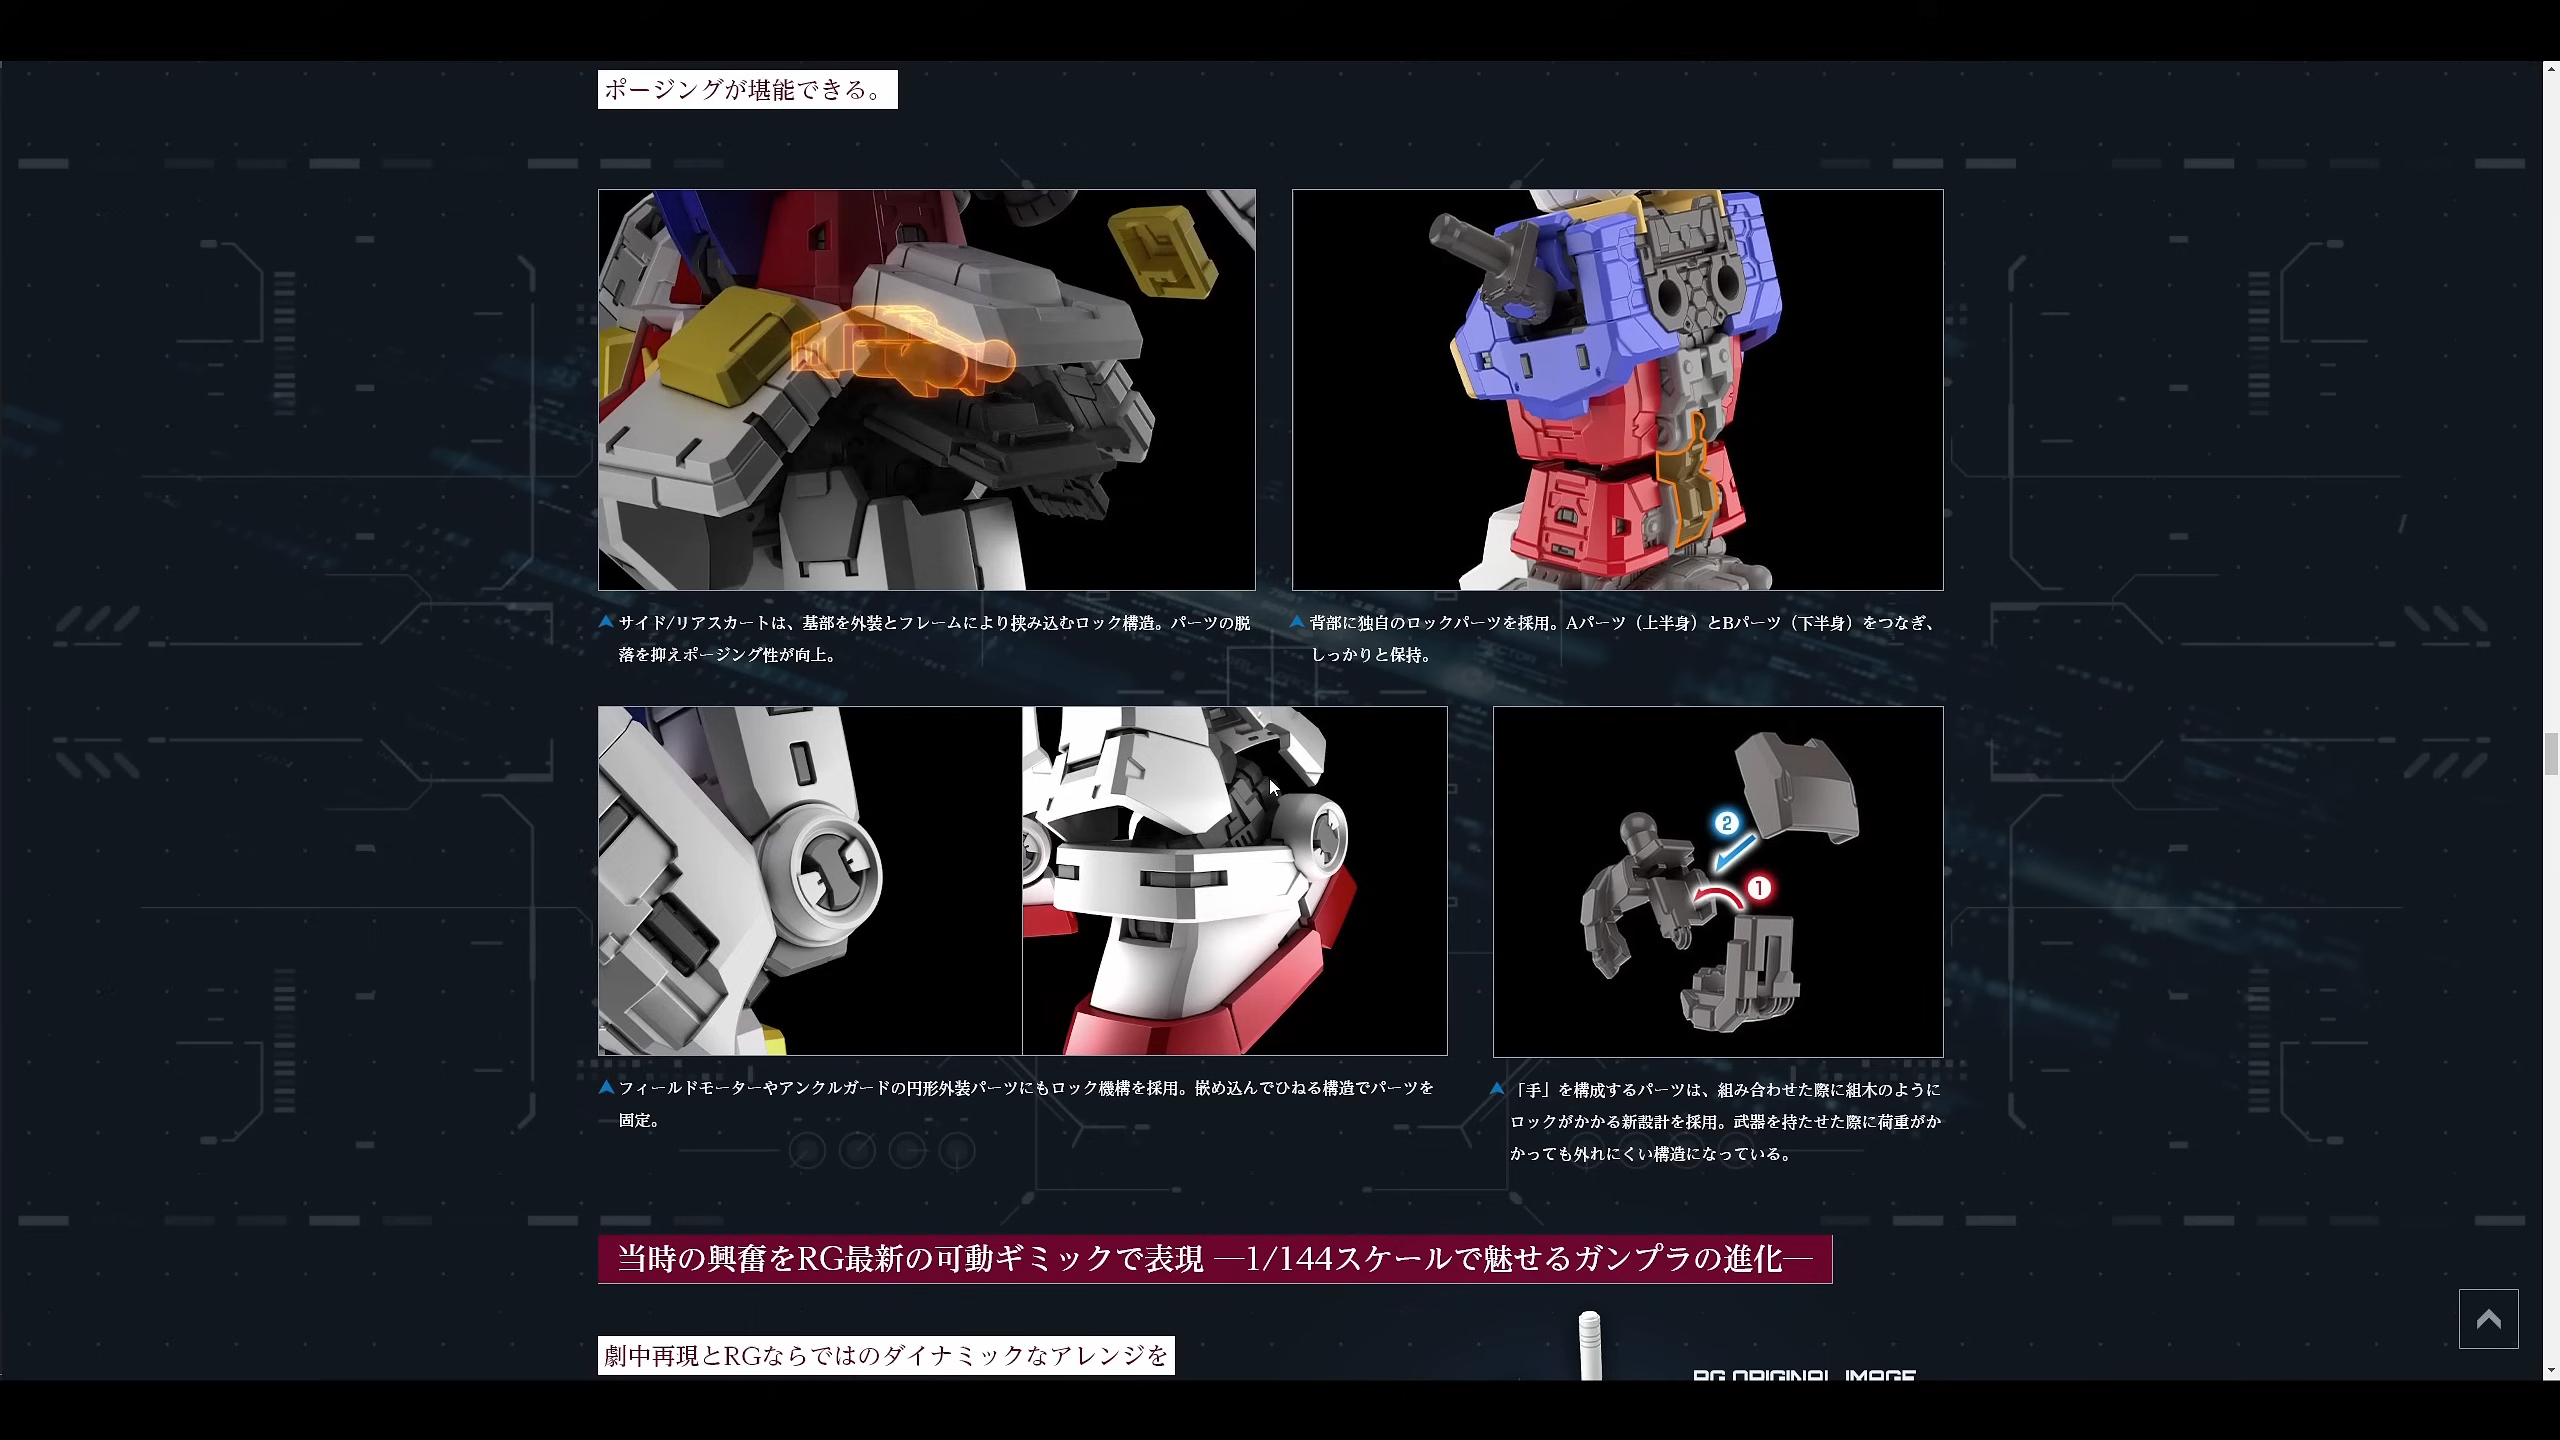 ポージングが堪能できる。
サイド/リアスカートは、基部を外装とフレームにより挟み込むロック構造。パーツの脱
落を抑えポージング性が向上。
背部に独自のロックパーツを採用。Aパーツ（上半身）とBパーツ（下半身）をつなぎ、
しっかりと保持。
2
1
フィールドモーターやアンクルガードの円形外装パーツにもロック機構を採用。嵌め込んでひねる構造でパーツを
固定。
「手」を構成するパーツは、組み合わせた際に組木のように
ロックがかかる新設計を採用。武器を持たせた際に荷重がか
かっても外れにくい構造になっている。
当時の興奮をRG最新の可動ギミックで表現 ―1/144スケールで魅せるガンプラの進化―
劇中再現とRGならではのダイナミックなアレンジを
RG ORIGINAL IMAGE